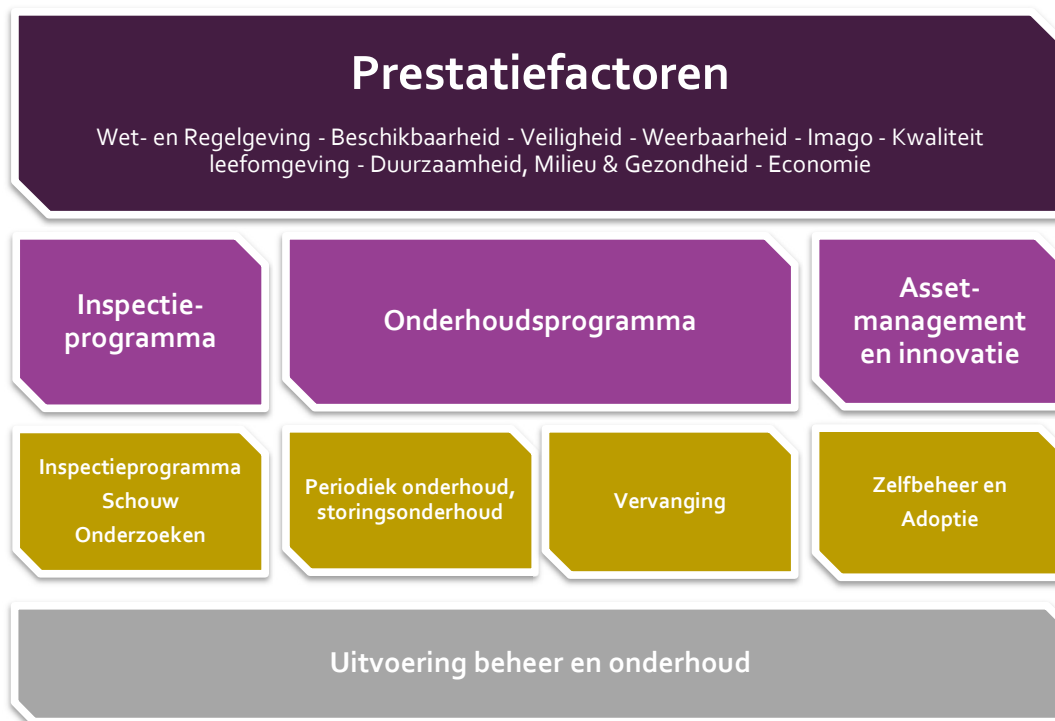 Prestatiefactoren
Wet- en Regelgeving - Beschikbaarheid - Veiligheid - Weerbaarheid - Imago - Kwaliteit
leefomgeving - Duurzaamheid, Milieu & Gezondheid - Economie
Inspectie-
programma
Onderhoudsprogramma
Asset-
management
en innovatie
Inspectieprogramma
Schouw
Onderzoeken
Periodiek onderhoud,
storingsonderhoud
Vervanging
Zelfbeheer en
Adoptie
Uitvoering beheer en onderhoud